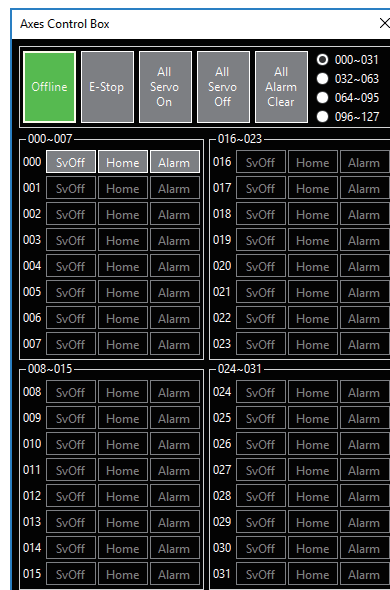 Axes Control Box
Offline
E-Stop
All Servo On
All Servo Off
All Alarm Clear
000~031
032~063
064~095
096~127
000~007
000 SvOff Home Alarm
001 SvOff Home Alarm
002 SvOff Home Alarm
003 SvOff Home Alarm
004 SvOff Home Alarm
005 SvOff Home Alarm
006 SvOff Home Alarm
007 SvOff Home Alarm
016~023
016 SvOff Home Alarm
017 SvOff Home Alarm
018 SvOff Home Alarm
019 SvOff Home Alarm
020 SvOff Home Alarm
021 SvOff Home Alarm
022 SvOff Home Alarm
023 SvOff Home Alarm
008~015
008 SvOff Home Alarm
009 SvOff Home Alarm
010 SvOff Home Alarm
011 SvOff Home Alarm
012 SvOff Home Alarm
013 SvOff Home Alarm
014 SvOff Home Alarm
015 SvOff Home Alarm
024~031
024 SvOff Home Alarm
025 SvOff Home Alarm
026 SvOff Home Alarm
027 SvOff Home Alarm
028 SvOff Home Alarm
029 SvOff Home Alarm
030 SvOff Home Alarm
031 SvOff Home Alarm